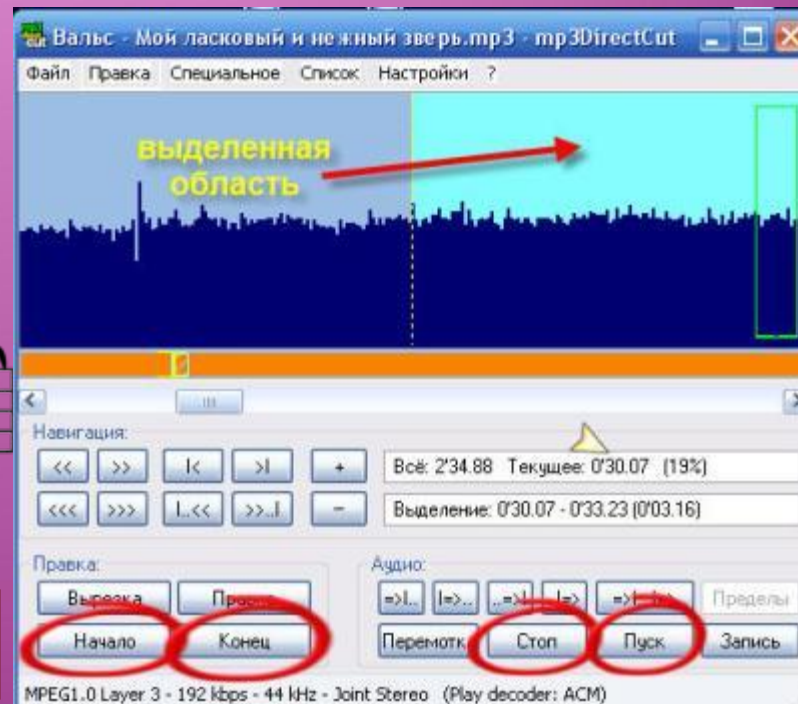 Вальс - Мой ласковый и нежный зверь.mp3 - mp3DirectCut
Файл Правка Специальное Список Настройки ?
выделенная
область
Навигация:
<< >> I< >I +
Всё: 2'34.88 Текущее: 0'30.07 (19%)
<<< >>> I..<< >>..I -
Выделение: 0'30.07 - 0'33.23 (0'03.16)
Правка:
Аудио:
Вырезка
=>I.. I=>.. ..=>I ..I=> Пределы
Начало Конец Перемотк Стоп Пуск Запись
MPEG1.0 Layer 3 - 192 kbps - 44 kHz - Joint Stereo (Play decoder: ACM)